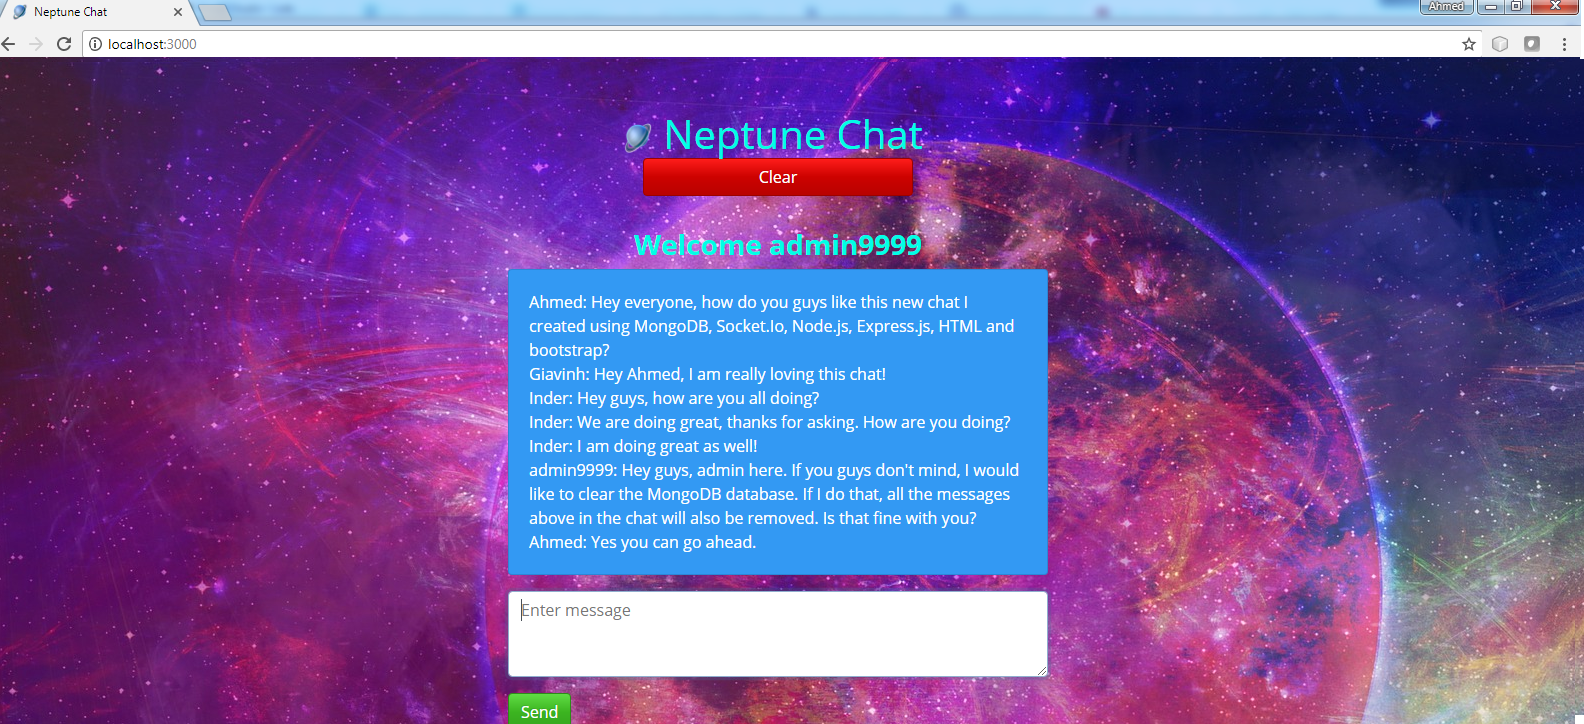 Neptune Chat
Ahmed
localhost:3000
Neptune Chat
Clear
Welcome admin9999
Ahmed: Hey everyone, how do you guys like this new chat I
created using MongoDB, Socket.Io, Node.js, Express.js, HTML and
bootstrap?
Giavinh: Hey Ahmed, I am really loving this chat!
Inder: Hey guys, how are you all doing?
Inder: We are doing great, thanks for asking. How are you doing?
Inder: I am doing great as well!
admin9999: Hey guys, admin here. If you guys don't mind, I would
like to clear the MongoDB database. If I do that, all the messages
above in the chat will also be removed. Is that fine with you?
Ahmed: Yes you can go ahead.
Enter message
Send